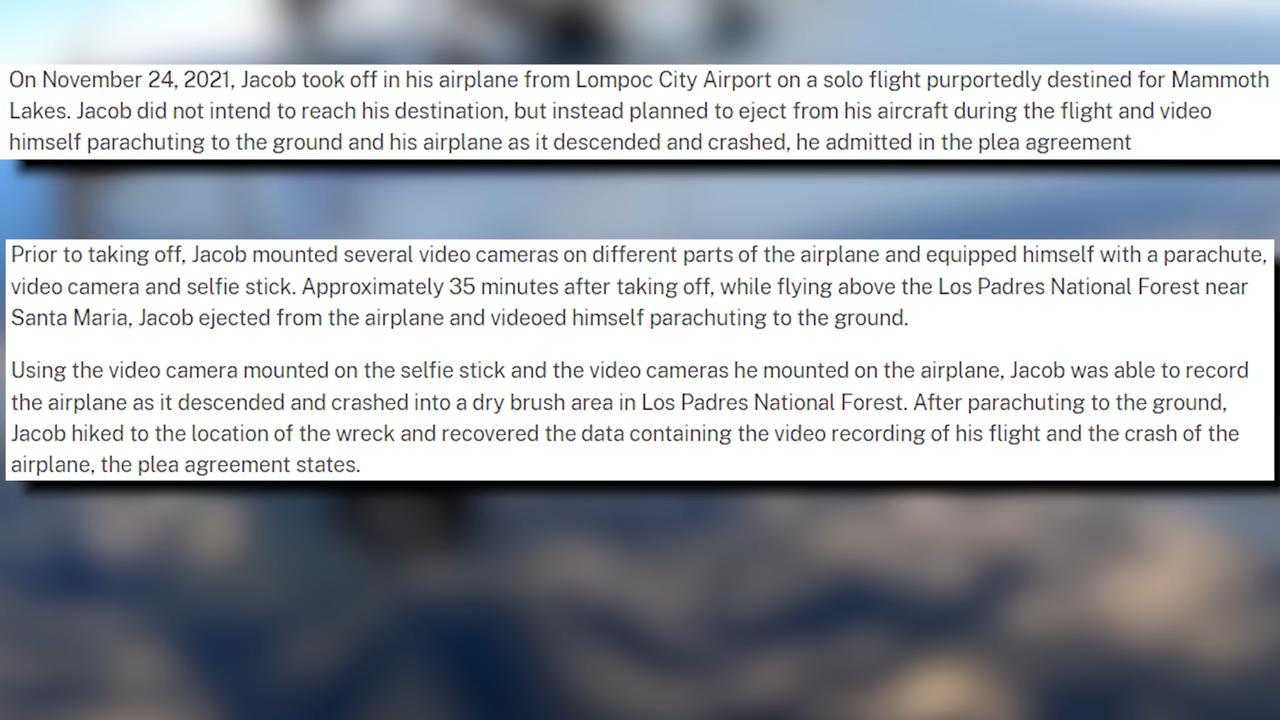 On November 24, 2021, Jacob took off in his airplane from Lompoc City Airport on a solo flight purportedly destined for Mammoth
Lakes. Jacob did not intend to reach his destination, but instead planned to eject from his aircraft during the flight and video
himself parachuting to the ground and his airplane as it descended and crashed, he admitted in the plea agreement
Prior to taking off, Jacob mounted several video cameras on different parts of the airplane and equipped himself with a parachute,
video camera and selfie stick. Approximately 35 minutes after taking off, while flying above the Los Padres National Forest near
Santa Maria, Jacob ejected from the airplane and videoed himself parachuting to the ground.
Using the video camera mounted on the selfie stick and the video cameras he mounted on the airplane, Jacob was able to record
the airplane as it descended and crashed into a dry brush area in Los Padres National Forest. After parachuting to the ground,
Jacob hiked to the location of the wreck and recovered the data containing the video recording of his flight and the crash of the
airplane, the plea agreement states.